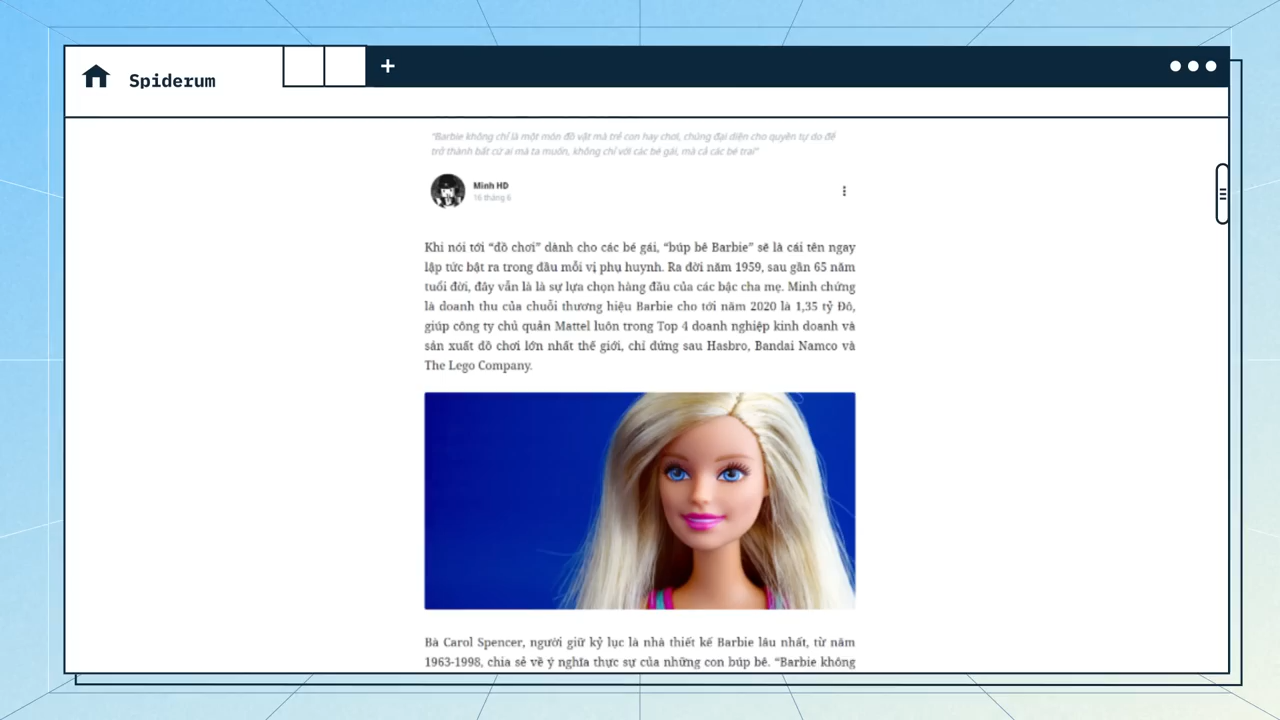 Spiderum
"Barbie không chỉ là một món đồ vật mà trẻ con hay chơi, chúng đại diện cho quyền tự do để
trở thành bất cứ ai mà ta muốn, không chỉ với các bé gái, mà cả các bé trai"
Minh HD
16 tháng 6
Khi nói tới “đồ chơi” dành cho các bé gái, “búp bê Barbie” sẽ là cái tên ngay
lập tức bật ra trong đầu mỗi vị phụ huynh. Ra đời năm 1959, sau gần 65 năm
tuổi đời, đây vẫn là là sự lựa chọn hàng đầu của các bậc cha mẹ. Minh chứng
là doanh thu của chuỗi thương hiệu Barbie cho tới năm 2020 là 1,35 tỷ Đô,
giúp công ty chủ quản Mattel luôn trong Top 4 doanh nghiệp kinh doanh và
sản xuất đồ chơi lớn nhất thế giới, chỉ đứng sau Hasbro, Bandai Namco và
The Lego Company.
Bà Carol Spencer, người giữ kỷ lục là nhà thiết kế Barbie lâu nhất, từ năm
1963-1998, chia sẻ về ý nghĩa thực sự của những con búp bê. “Barbie không